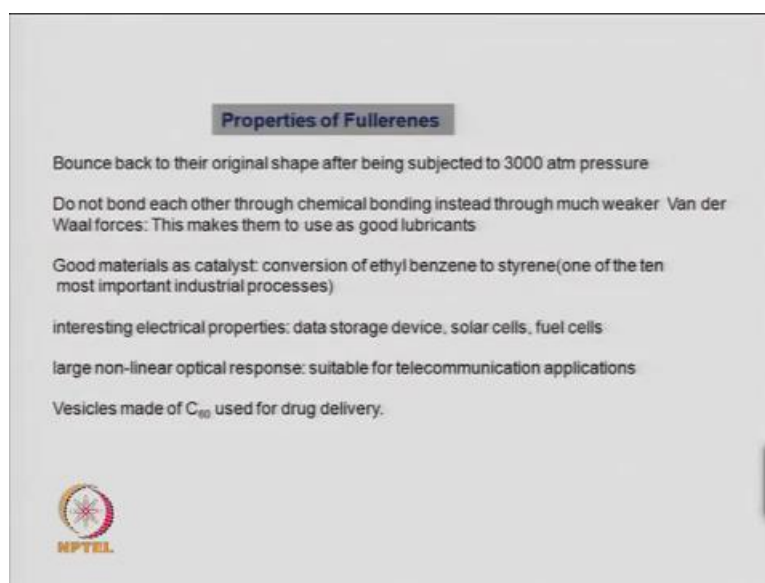 Properties of Fullerenes
Bounce back to their original shape after being subjected to 3000 atm pressure
Do not bond each other through chemical bonding instead through much weaker Van der
Waal forces: This makes them to use as good lubricants
Good materials as catalyst: conversion of ethyl benzene to styrene(one of the ten
most important industrial processes)
interesting electrical properties: data storage device, solar cells, fuel cells
large non-linear optical response: suitable for telecommunication applications
Vesicles made of C₆₀ used for drug delivery.
NPTEL